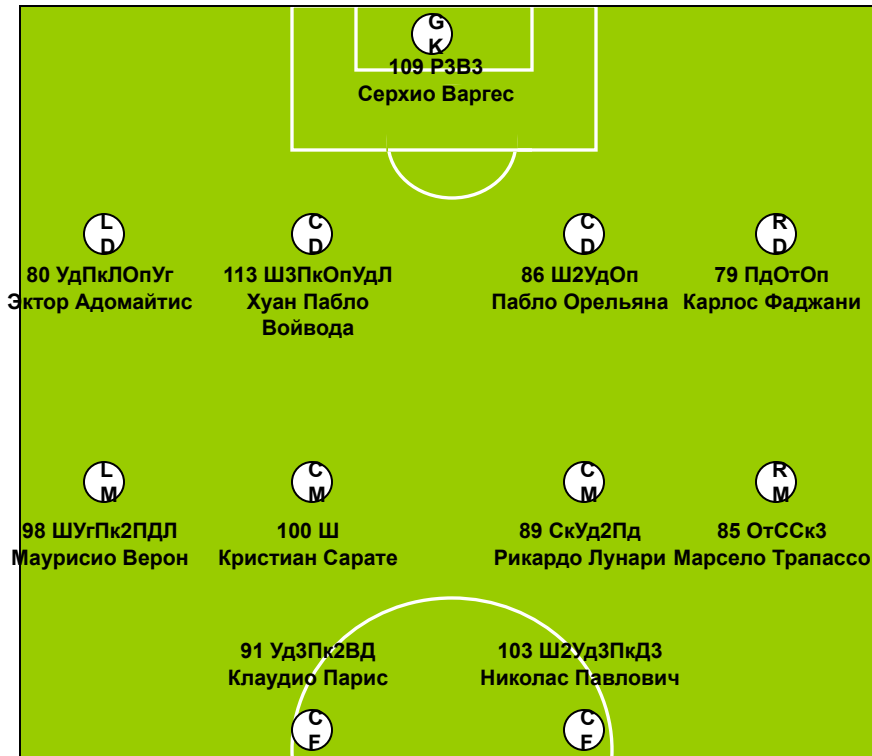 G
K
109 Р3В3
Серхио Варгес
L
D
80 УдПкЛОпУг
Эктор Адомайтис
C
D
113 Ш3ПкОпУдЛ
Хуан Пабло
Войвода
C
D
86 Ш2УдОп
Пабло Орельяна
R
D
79 ПдОтОп
Карлос Фаджани
L
M
98 ШУгПк2ПДЛ
Маурисио Верон
C
M
100 Ш
Кристиан Сарате
C
M
89 СкУд2Пд
Рикардо Лунари
R
M
85 ОтССк3
Марсело Трапассо
91 Уд3Пк2ВД
Клаудио Парис
C
F
103 Ш2Уд3ПкД3
Николас Павлович
C
F